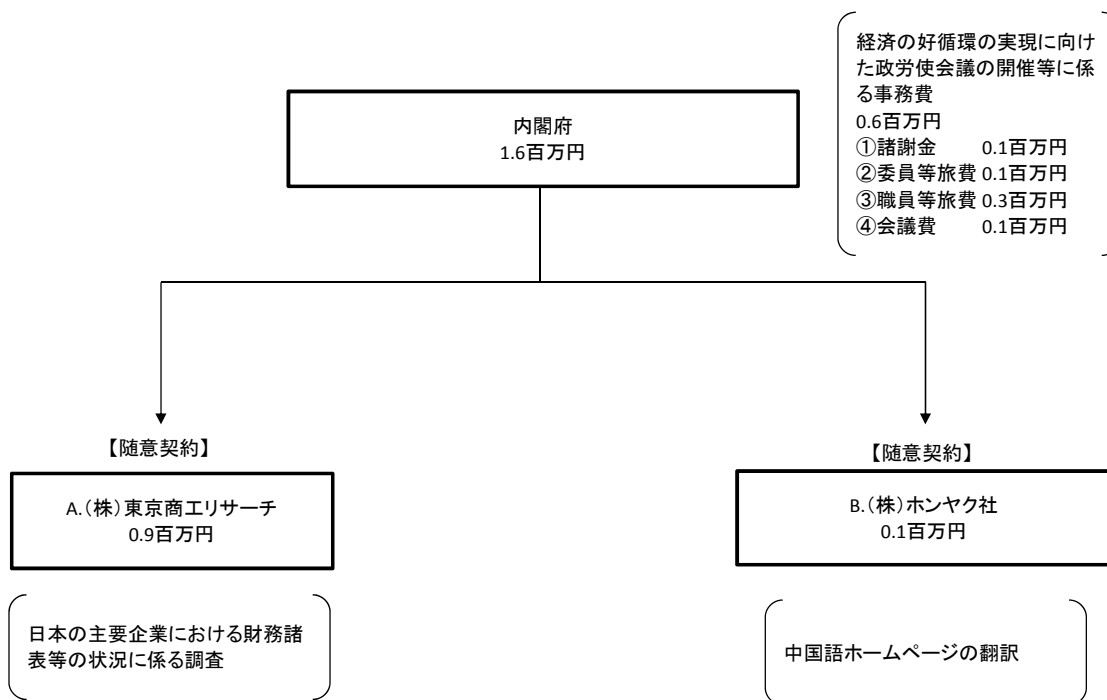 経済の好循環の実現に向け
た政労使会議の開催等に係
る事務費
0.6百万円
①諸謝金 0.1百万円
②委員等旅費 0.1百万円
③職員等旅費 0.3百万円
④会議費 0.1百万円
内閣府
1.6百万円
【随意契約】
A.（株）東京商工リサーチ
0.9百万円
日本の主要企業における財務諸
表等の状況に係る調査
【随意契約】
B.（株）ホンヤク社
0.1百万円
中国語ホームページの翻訳